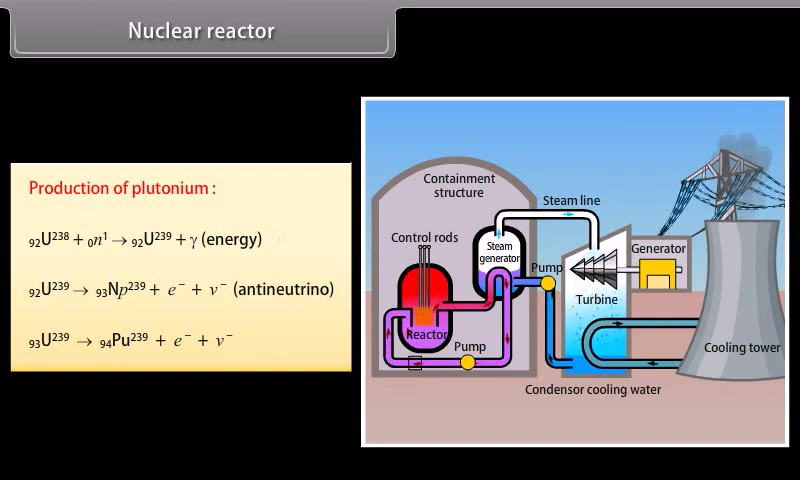 Nuclear reactor
Production of plutonium :
₉₂U²³⁸ + ₀n¹ → ₉₂U²³⁹ + γ (energy)
₉₂U²³⁹ → ₉₃Np²³⁹ + e⁻ + ν⁻ (antineutrino)
₉₃U²³⁹ → ₉₄Pu²³⁹ + e⁻ + ν⁻
Containment
structure
Steam line
Control rods
Steam
generator
Pump
Generator
Turbine
Reactor
Pump
Cooling tower
Condensor cooling water